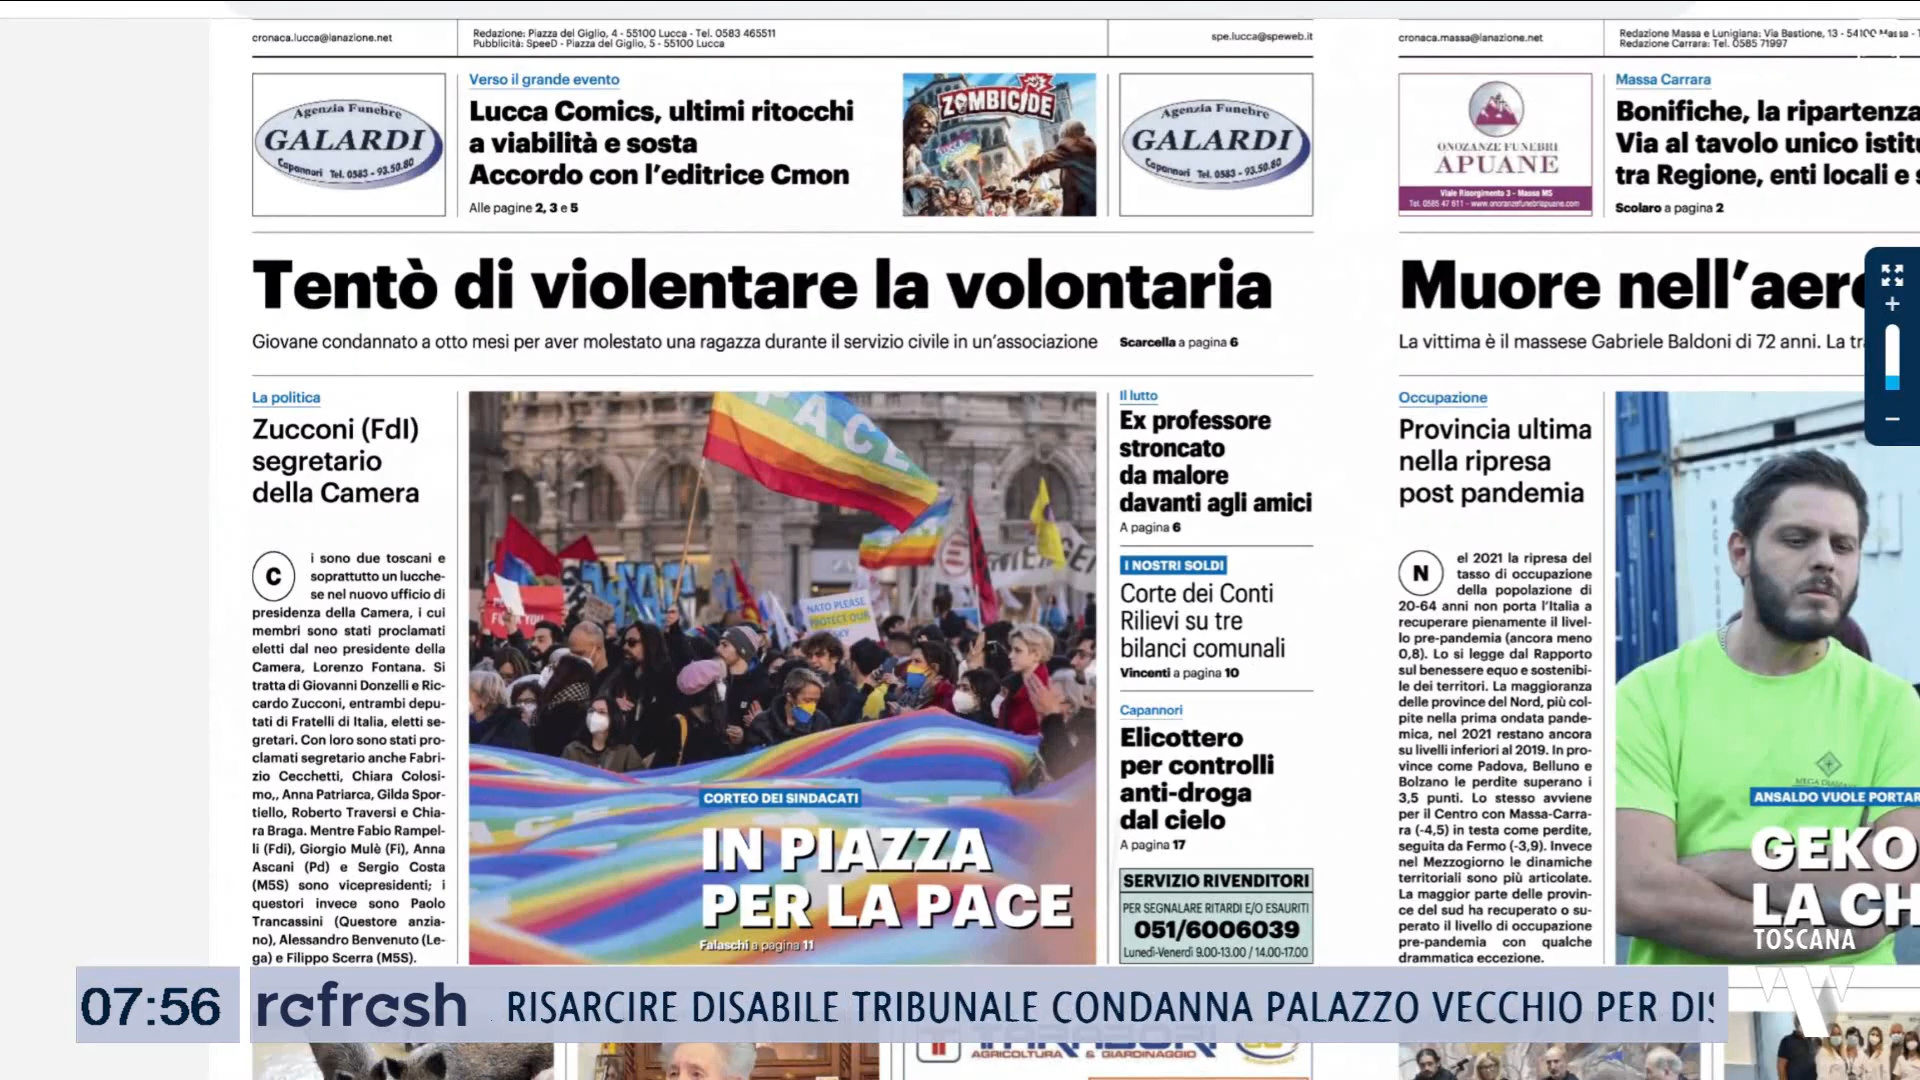 cronaca.lucca@lanazione.net
Redazione: Piazza del Giglio, 4 - 55100 Lucca - Tel. 0583 465511
Pubblicità: SpeeD - Piazza del Giglio, 5 - 55100 Lucca
spe.lucca@speweb.it
Agenzia Funebre
GALARDI
Capannori Tel. 0583 - 93.50.80
Verso il grande evento
Lucca Comics, ultimi ritocchi
a viabilità e sosta
Accordo con l'editrice Cmon
Alle pagine 2, 3 e 5
ZOMBICIDE
Agenzia Funebre
GALARDI
Capannori Tel. 0583 - 93.50.80
Tentò di violentare la volontaria
Giovane condannato a otto mesi per aver molestato una ragazza durante il servizio civile in un'associazione
Scarcella a pagina 6
La politica
Zucconi (FdI)
segretario
della Camera
Ci sono due toscani e
soprattutto un lucche-
se nel nuovo ufficio di
presidenza della Camera, i cui
membri sono stati proclamati
eletti dal neo presidente della
Camera, Lorenzo Fontana. Si
tratta di Giovanni Donzelli e Ric-
cardo Zucconi, entrambi depu-
tati di Fratelli di Italia, eletti se-
gretari. Con loro sono stati pro-
clamati segretario anche Fabri-
zio Cecchetti, Chiara Colosi-
mo,, Anna Patriarca, Gilda Spor-
tiello, Roberto Traversi e Chia-
ra Braga. Mentre Fabio Rampel-
li (Fdi), Giorgio Mulè (Fi), Anna
Ascani (Pd) e Sergio Costa
(M5S) sono vicepresidenti; i
questori invece sono Paolo
Trancassini (Questore anzia-
no), Alessandro Benvenuto (Le-
ga) e Filippo Scerra (M5S).
PACE
NATO PLEASE
PROTECT OUR
CORTEO DEI SINDACATI
IN PIAZZA
PER LA PACE
Falaschi a pagina 11
Il lutto
Ex professore
stroncato
da malore
davanti agli amici
A pagina 6
I NOSTRI SOLDI
Corte dei Conti
Rilievi su tre
bilanci comunali
Vincenti a pagina 10
Capannori
Elicottero
per controlli
anti-droga
dal cielo
A pagina 17
SERVIZIO RIVENDITORI
PER SEGNALARE RITARDI E/O ESAURITI
051/6006039
Lunedì-Venerdì 9.00-13.00 / 14.00-17.00
cronaca.massa@lanazione.net
Redazione Massa e Lunigiana: Via Bastione, 13 - 54100 Massa -
Redazione Carrara: Tel. 0585 71997
ONORANZE FUNEBRI
APUANE
Viale Risorgimento 3 - Massa MS
Tel. 0585 47 611 - www.onoranzefunebriapuane.com
Massa Carrara
Bonifiche, la ripartenza
Via al tavolo unico istitu
tra Regione, enti locali e s
Scolaro a pagina 2
Muore nell'aere
La vittima è il massese Gabriele Baldoni di 72 anni. La tra
Occupazione
Provincia ultima
nella ripresa
post pandemia
Nel 2021 la ripresa del
tasso di occupazione
della popolazione di
20-64 anni non porta l'Italia a
recuperare pienamente il livel-
lo pre-pandemia (ancora meno
0,8). Lo si legge dal Rapporto
sul benessere equo e sostenibi-
le dei territori. La maggioranza
delle province del Nord, più col-
pite nella prima ondata pande-
mica, nel 2021 restano ancora
su livelli inferiori al 2019. In pro-
vince come Padova, Belluno e
Bolzano le perdite superano i
3,5 punti. Lo stesso avviene
per il Centro con Massa-Carra-
ra (-4,5) in testa come perdite,
seguita da Fermo (-3,9). Invece
nel Mezzogiorno le dinamiche
territoriali sono più articolate.
La maggior parte delle provin-
ce del sud ha recuperato o su-
perato il livello di occupazione
pre-pandemia con qualche
drammatica eccezione.
ANSALDO VUOLE PORTAR
GEKO
LA CH
TOSCANA
07:56
refresh
RISARCIRE DISABILE TRIBUNALE CONDANNA PALAZZO VECCHIO PER DIS
AGRICOLTURA & GIARDINAGGIO